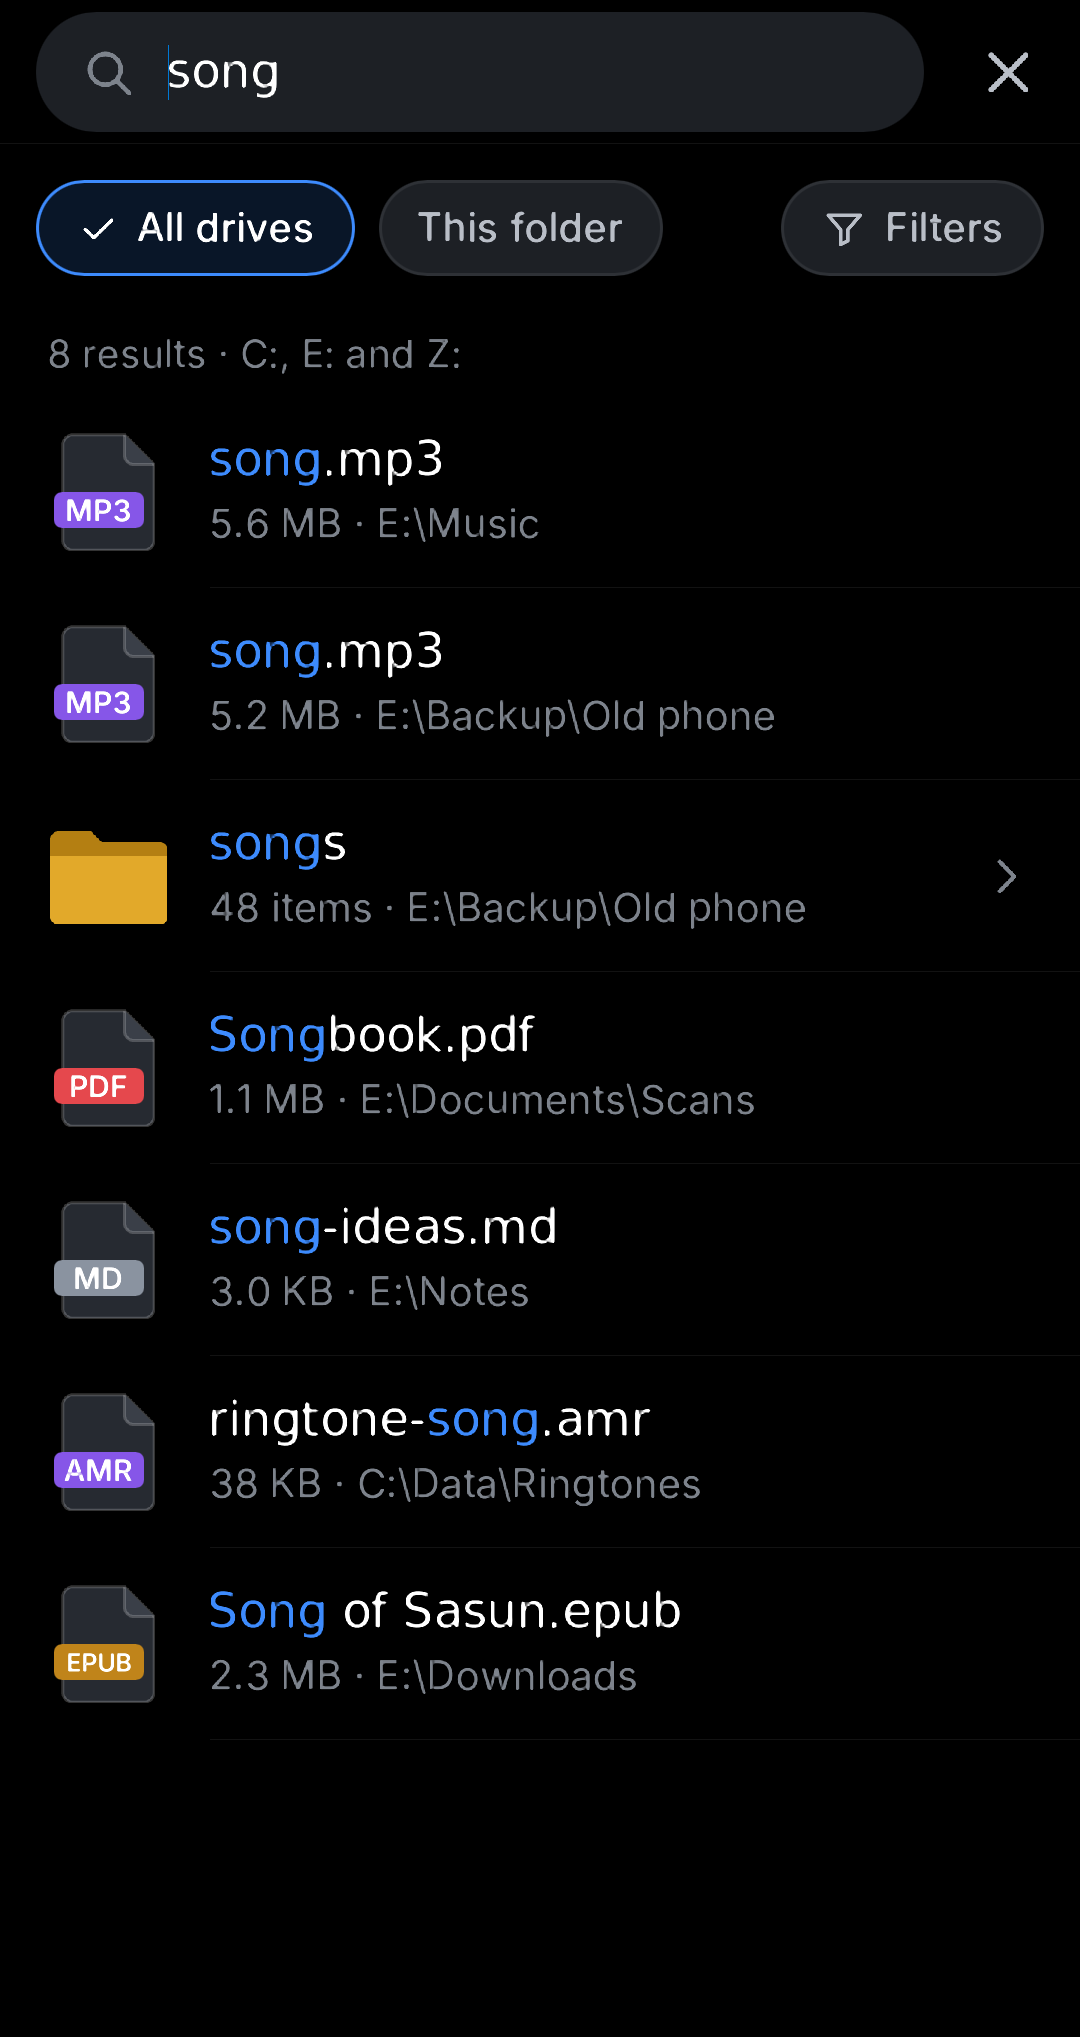 song
All drives
This folder
Filters
8 results · C:, E: and Z:
song.mp3
MP3
5.6 MB · E:\Music
song.mp3
MP3
5.2 MB · E:\Backup\Old phone
songs
48 items · E:\Backup\Old phone
Songbook.pdf
PDF
1.1 MB · E:\Documents\Scans
song-ideas.md
MD
3.0 KB · E:\Notes
ringtone-song.amr
AMR
38 KB · C:\Data\Ringtones
Song of Sasun.epub
EPUB
2.3 MB · E:\Downloads